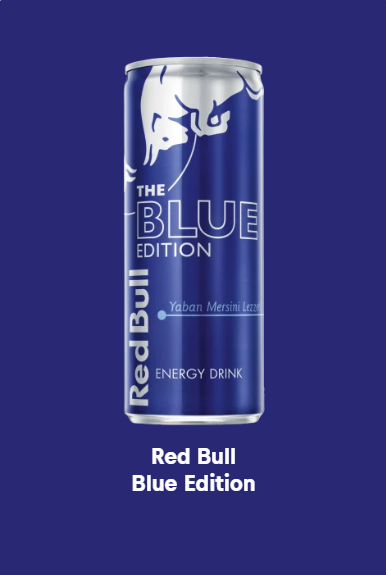 THE
BLUE
EDITION
Yaban Mersini
Red Bull
ENERGY DRINK
Red Bull
Blue Edition